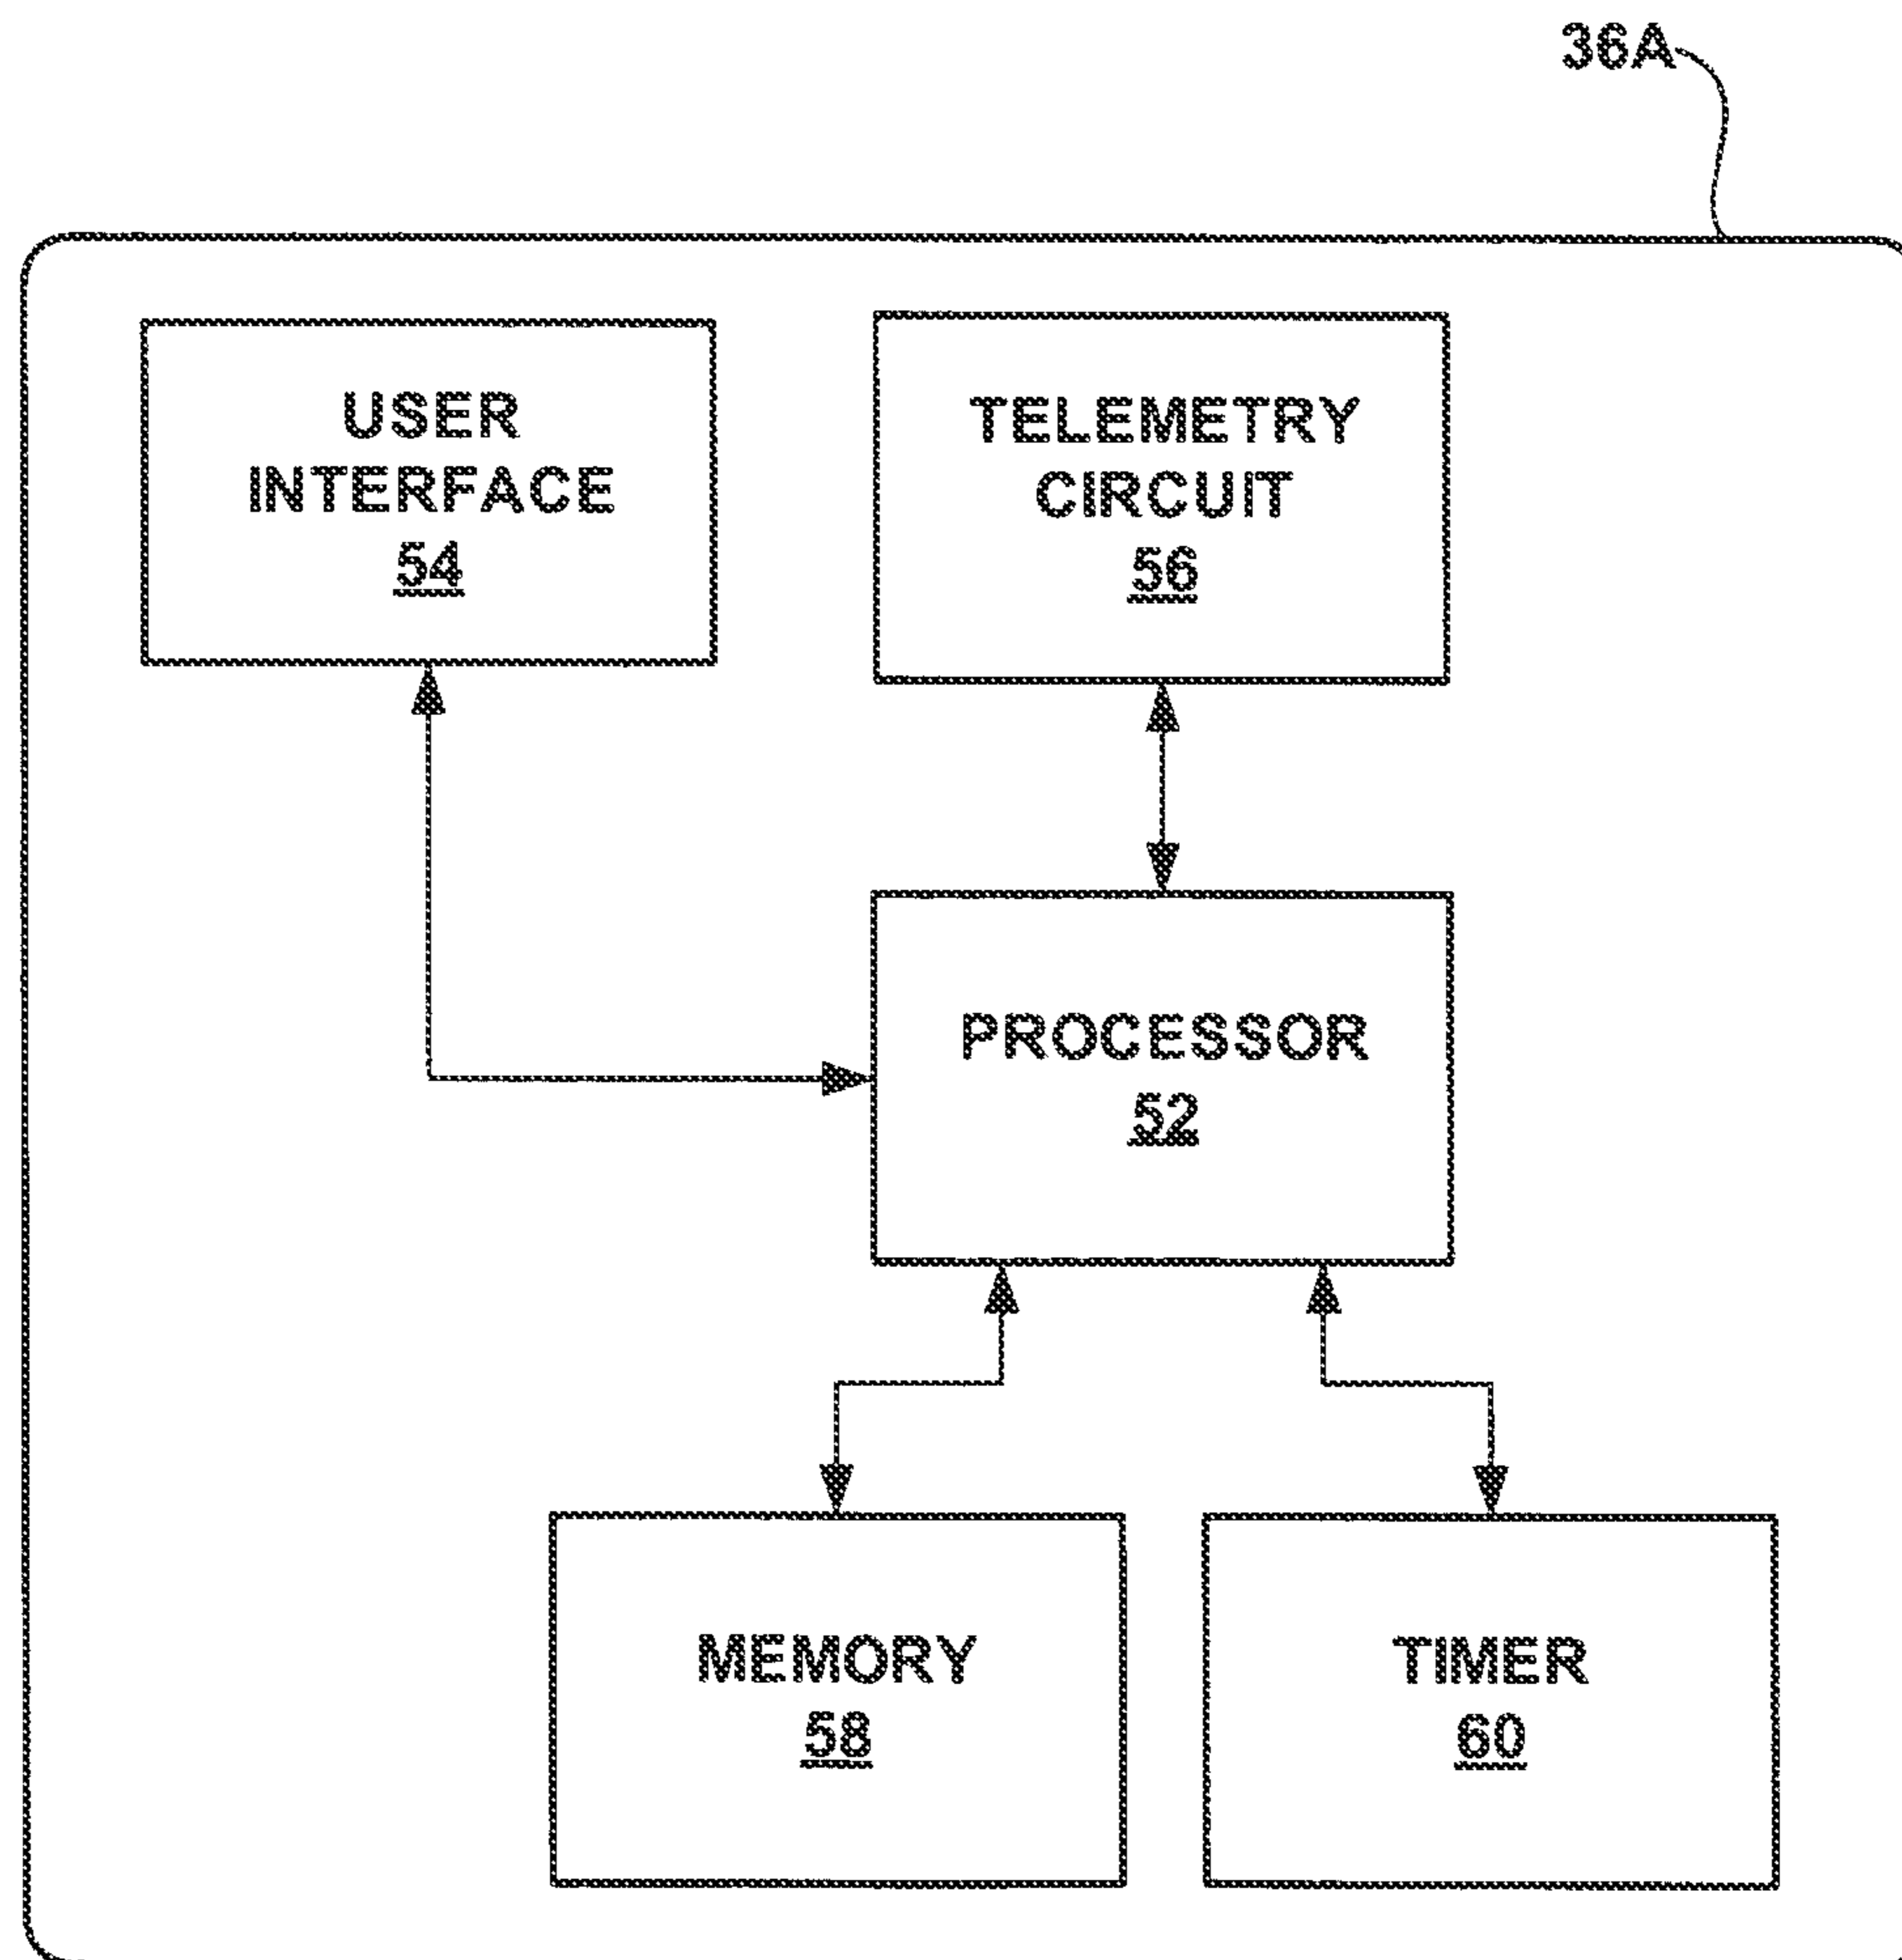 36A
USER
INTERFACE
54
TELEMETRY
CIRCUIT
56
PROCESSOR
52
MEMORY
58
TIMER
60